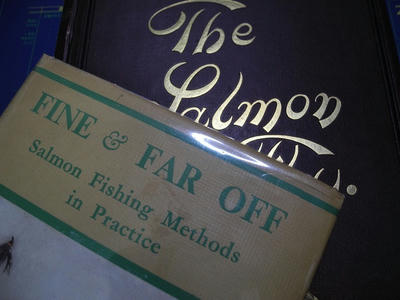 The
Salmon
FINE & FAR OFF
Salmon Fishing Methods
in Practice